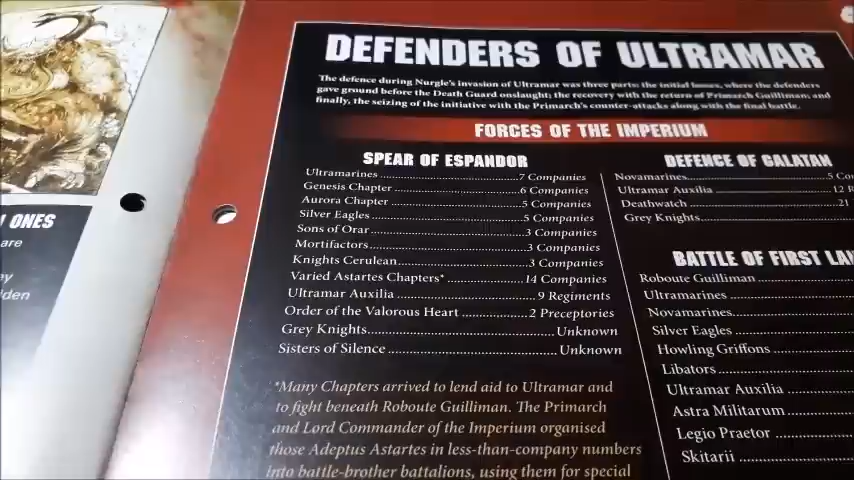 DEFENDERS OF ULTRAMAR
The defence during Nurgle's invasion of Ultramar was three parts: the initial losses, where the defenders
gave ground before the Death Guard onslaught; the recovery with the return of Primarch Guilliman; and
finally, the seizing of the initiative with the Primarch's counter-attacks along with the final battle.
FORCES OF THE IMPERIUM
SPEAR OF ESPANDOR
Ultramarines 7 Companies
Genesis Chapter 6 Companies
Aurora Chapter 5 Companies
Silver Eagles 5 Companies
Sons of Orar 3 Companies
Mortifactors 3 Companies
Knights Cerulean 3 Companies
Varied Astartes Chapters* 14 Companies
Ultramar Auxilia 9 Regiments
Order of the Valorous Heart 2 Preceptories
Grey Knights Unknown
Sisters of Silence Unknown
*Many Chapters arrived to lend aid to Ultramar and
to fight beneath Roboute Guilliman. The Primarch
and Lord Commander of the Imperium organised
those Adeptus Astartes in less-than-company numbers
into battle-brother battalions, using them for special
DEFENCE OF GALATAN
Novamarines 5 Co
Ultramar Auxilia 12 R
Deathwatch 21
Grey Knights
BATTLE OF FIRST LAN
Roboute Guilliman
Ultramarines
Novamarines
Silver Eagles
Howling Griffons
Libators
Ultramar Auxilia
Astra Militarum
Legio Praetor
Skitarii
ONES
are